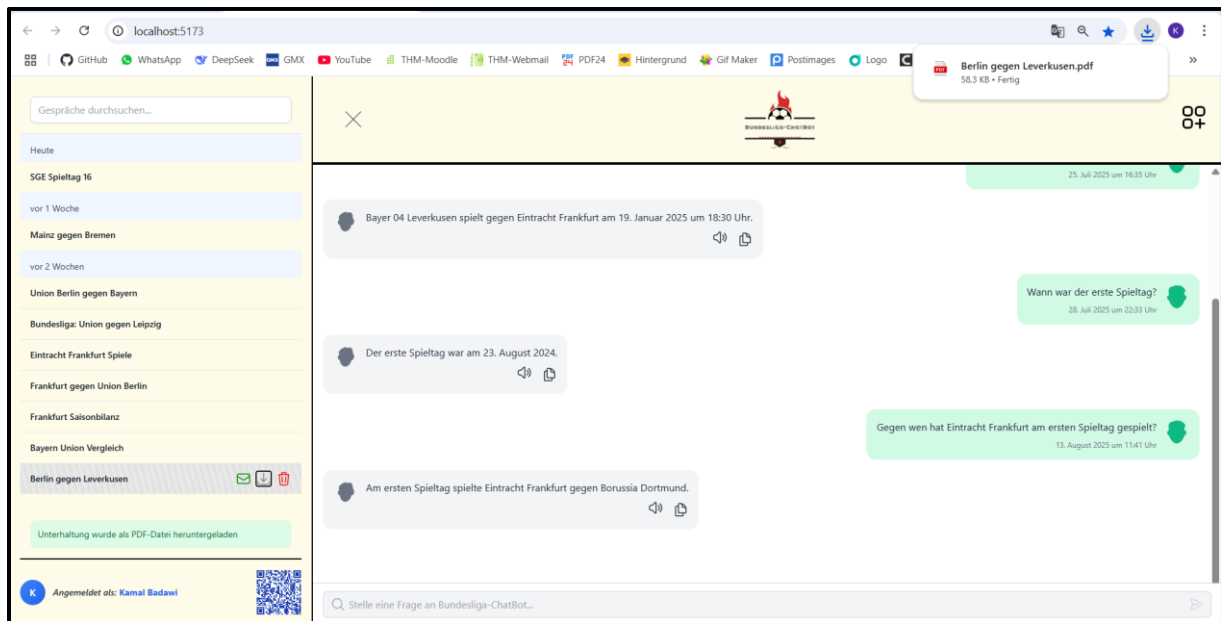 localhost:5173
K
GitHub
WhatsApp
DeepSeek
GMX GMX
YouTube
THM-Moodle
THM-Webmail
PDF24
Hintergrund
Gif Maker
Postimages
Logo
»
PDF
Berlin gegen Leverkusen.pdf
58.3 KB • Fertig
Gespräche durchsuchen...
Heute
SGE Spieltag 16
vor 1 Woche
Mainz gegen Bremen
vor 2 Wochen
Union Berlin gegen Bayern
Bundesliga: Union gegen Leipzig
Eintracht Frankfurt Spiele
Frankfurt gegen Union Berlin
Frankfurt Saisonbilanz
Bayern Union Vergleich
Berlin gegen Leverkusen
Unterhaltung wurde als PDF-Datei heruntergeladen
K
Angemeldet als: Kamal Badawi
Bundesliga-ChatBot
25. Juli 2025 um 16:35 Uhr
Bayer 04 Leverkusen spielt gegen Eintracht Frankfurt am 19. Januar 2025 um 18:30 Uhr.
Wann war der erste Spieltag?
28. Juli 2025 um 22:33 Uhr
Der erste Spieltag war am 23. August 2024.
Gegen wen hat Eintracht Frankfurt am ersten Spieltag gespielt?
13. August 2025 um 11:41 Uhr
Am ersten Spieltag spielte Eintracht Frankfurt gegen Borussia Dortmund.
Stelle eine Frage an Bundesliga-ChatBot...